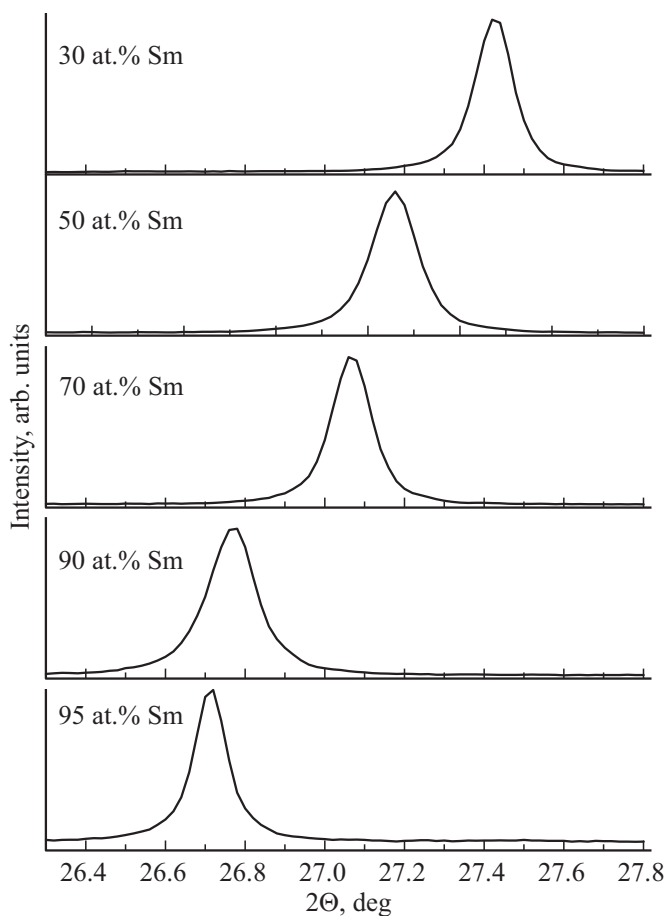 30 at.% Sm
50 at.% Sm
70 at.% Sm
90 at.% Sm
95 at.% Sm
Intensity, arb. units
26.4 26.6 26.8 27.0 27.2 27.4 27.6 27.8
2Θ, deg